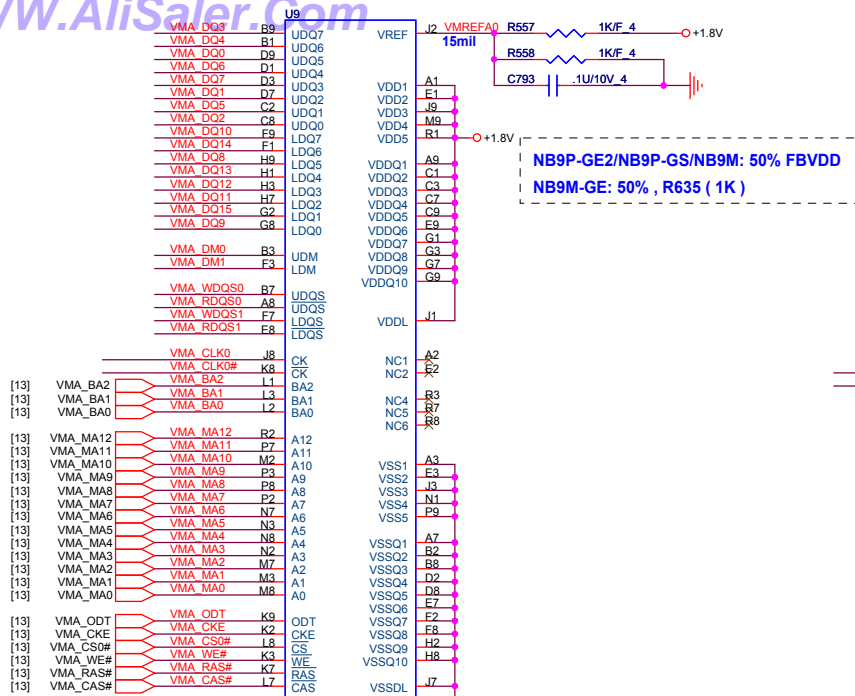 W.AliSaler.Com
U9
VMA_DQ3 B9 UDQ7 VREF J2 VMREFA0 R557 1K/F_4 +1.8V
VMA_DQ4 B1 UDQ6 15mil
VMA_DQ0 D9 UDQ5 R558 1K/F_4
VMA_DQ6 D1 UDQ4
VMA_DQ7 D3 UDQ3 VDD1 A1 C793 .1U/10V_4
VMA_DQ1 D7 UDQ2 VDD2 E1
VMA_DQ5 C2 UDQ1 VDD3 J9
VMA_DQ2 C8 UDQ0 VDD4 M9
VMA_DQ10 F9 LDQ7 VDD5 R1 +1.8V
VMA_DQ14 F1 LDQ6
VMA_DQ8 H9 LDQ5 VDDQ1 A9 NB9P-GE2/NB9P-GS/NB9M: 50% FBVDD
VMA_DQ13 H1 LDQ4 VDDQ2 C1
VMA_DQ12 H3 LDQ3 VDDQ3 C3 NB9M-GE: 50% , R635 ( 1K )
VMA_DQ11 H7 LDQ2 VDDQ4 C7
VMA_DQ15 G2 LDQ1 VDDQ5 C9
VMA_DQ9 G8 LDQ0 VDDQ6 E9
VDDQ7 G1
VMA_DM0 B3 UDM VDDQ8 G3
VMA_DM1 F3 LDM VDDQ9 G7
VDDQ10 G9
VMA_WDQS0 B7 UDQS
VMA_RDQS0 A8 UDQS
VMA_WDQS1 F7 LDQS VDDL J1
VMA_RDQS1 E8 LDQS
VMA_CLK0 J8 CK NC1 A2
VMA_CLK0# K8 CK NC2 E2
[13] VMA_BA2 VMA_BA2 L1 BA2
[13] VMA_BA1 VMA_BA1 L3 BA1 NC4 R3
[13] VMA_BA0 VMA_BA0 L2 BA0 NC5 R7
NC6 R8
[13] VMA_MA12 VMA_MA12 R2 A12
[13] VMA_MA11 VMA_MA11 P7 A11
[13] VMA_MA10 VMA_MA10 M2 A10 VSS1 A3
[13] VMA_MA9 VMA_MA9 P3 A9 VSS2 E3
[13] VMA_MA8 VMA_MA8 P8 A8 VSS3 J3
[13] VMA_MA7 VMA_MA7 P2 A7 VSS4 N1
[13] VMA_MA6 VMA_MA6 N7 A6 VSS5 P9
[13] VMA_MA5 VMA_MA5 N3 A5
[13] VMA_MA4 VMA_MA4 N8 A4 VSSQ1 A7
[13] VMA_MA3 VMA_MA3 N2 A3 VSSQ2 B2
[13] VMA_MA2 VMA_MA2 M7 A2 VSSQ3 B8
[13] VMA_MA1 VMA_MA1 M3 A1 VSSQ4 D2
[13] VMA_MA0 VMA_MA0 M8 A0 VSSQ5 D8
VSSQ6 E7
[13] VMA_ODT VMA_ODT K9 ODT VSSQ7 F2
[13] VMA_CKE VMA_CKE K2 CKE VSSQ8 F8
[13] VMA_CS0# VMA_CS0# L8 CS VSSQ9 H2
[13] VMA_WE# VMA_WE# K3 WE VSSQ10 H8
[13] VMA_RAS# VMA_RAS# K7 RAS
[13] VMA_CAS# VMA_CAS# L7 CAS VSSDL J7